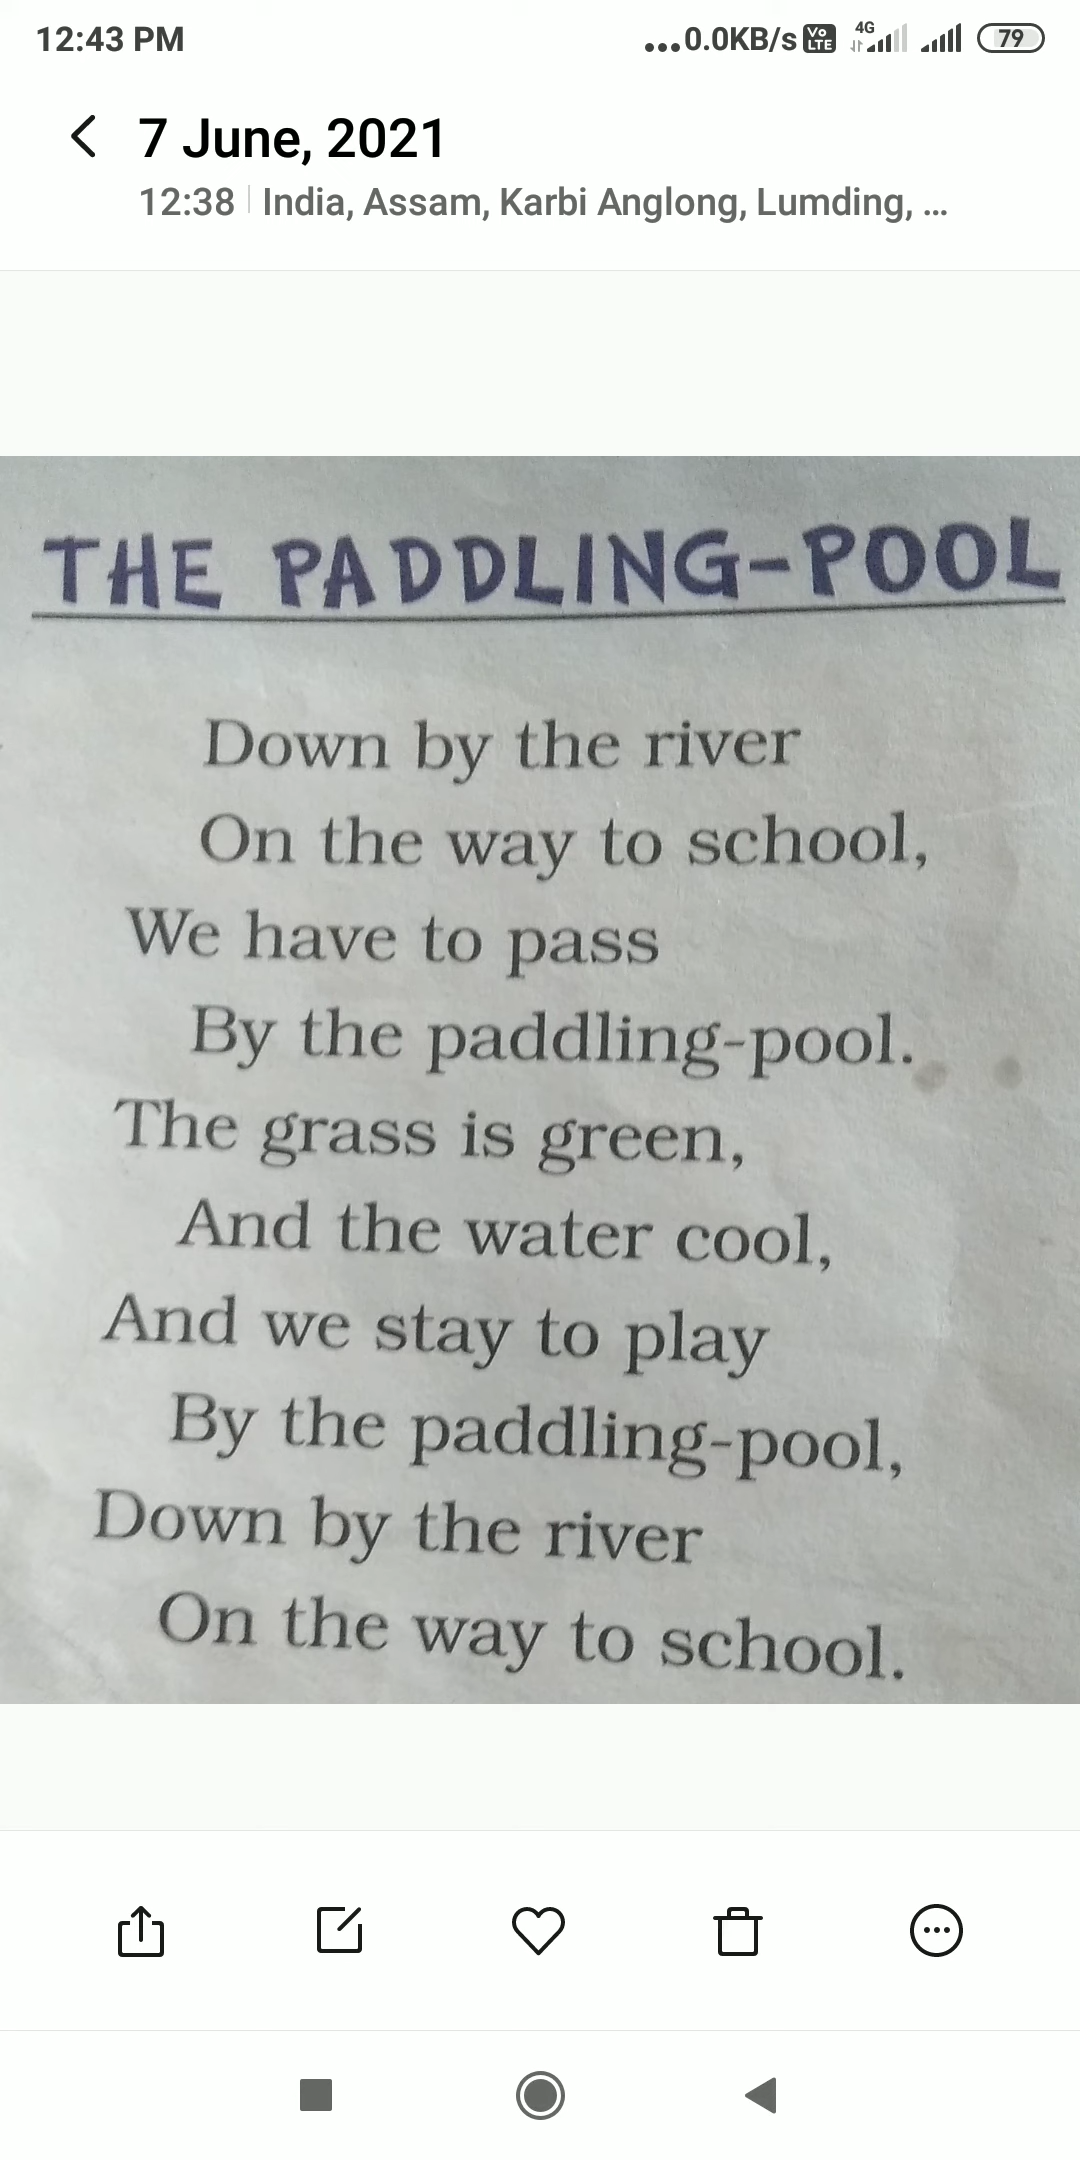 12:43 PM
...0.0KB/s Vo LTE 4G 79
7 June, 2021
12:38 India, Assam, Karbi Anglong, Lumding, ...
THE PADDLING-POOL
Down by the river
On the way to school,
We have to pass
By the paddling-pool.
The grass is green,
And the water cool,
And we stay to play
By the paddling-pool,
Down by the river
On the way to school.